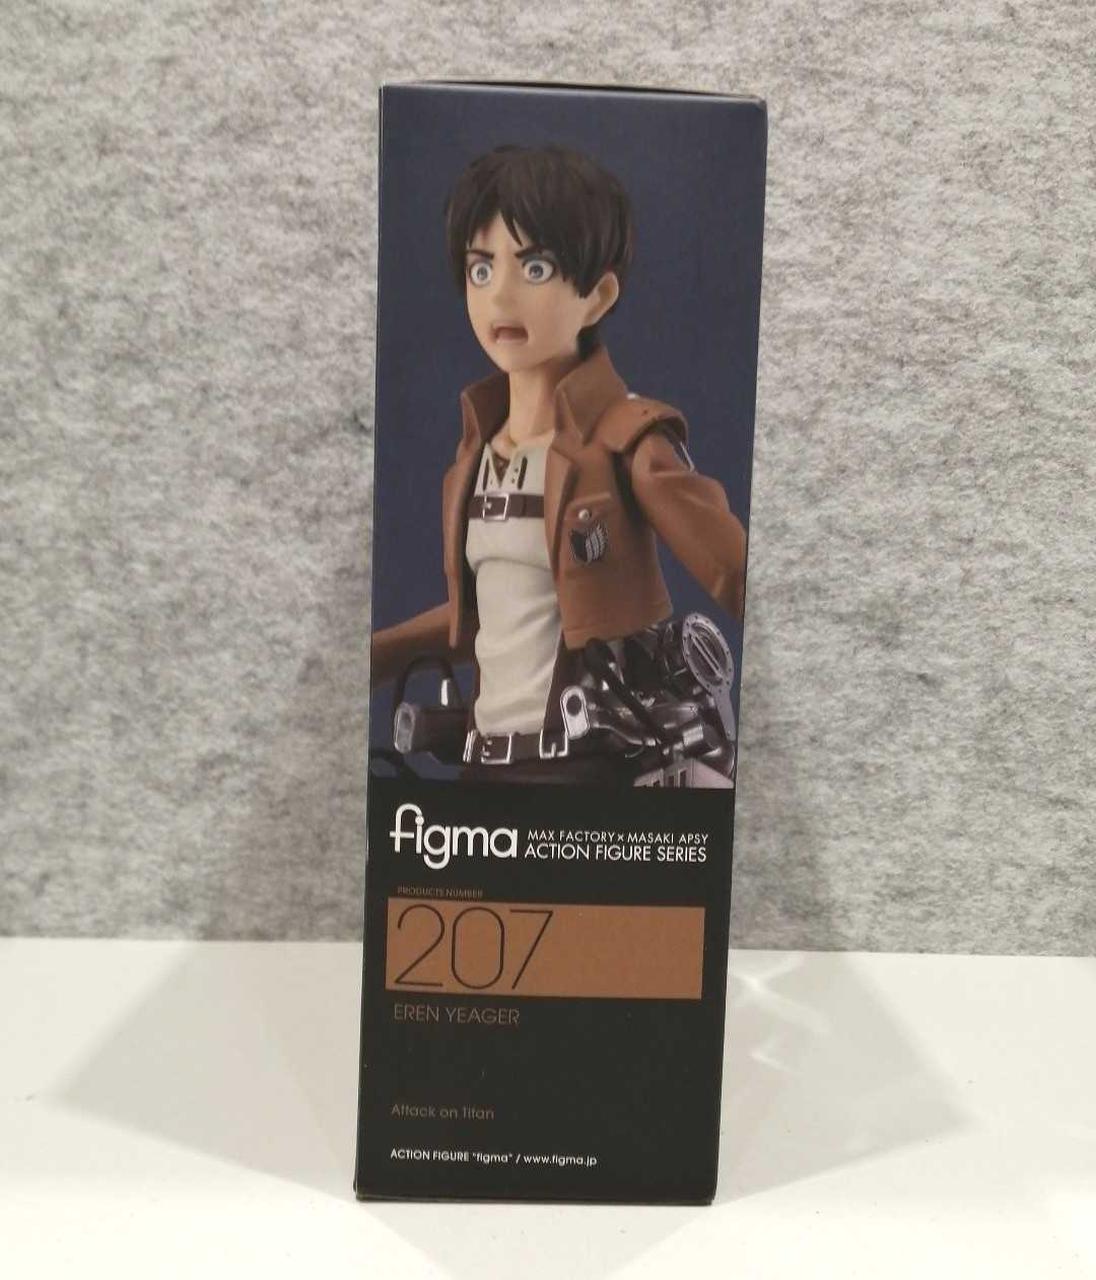 figma
MAX FACTORY × MASAKI APSY
ACTION FIGURE SERIES
PRODUCTS NUMBER
207
EREN YEAGER
Attack on Titan
ACTION FIGURE "figma" / www.figma.jp